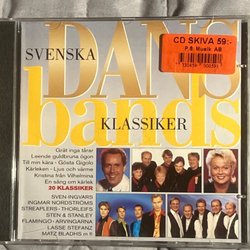 SVENSKA
DANS
bands
KLASSIKER
CD SKIVA 59:-
P.B. Musik AB
Gråt inga tårar
Leende guldbruna ögon
Till min kära · Gösta Gigolo
Kärleken · Ljus och värme
Kristina från Vilhelmina
En sång om kärlek
20 KLASSIKER
SVEN-INGVARS
INGMAR NORDSTRÖMS
STREAPLERS · THORLEIFS
STEN & STANLEY
FLAMINGO · ARVINGARNA
LASSE STEFANZ
MATZ BLADHS m fl